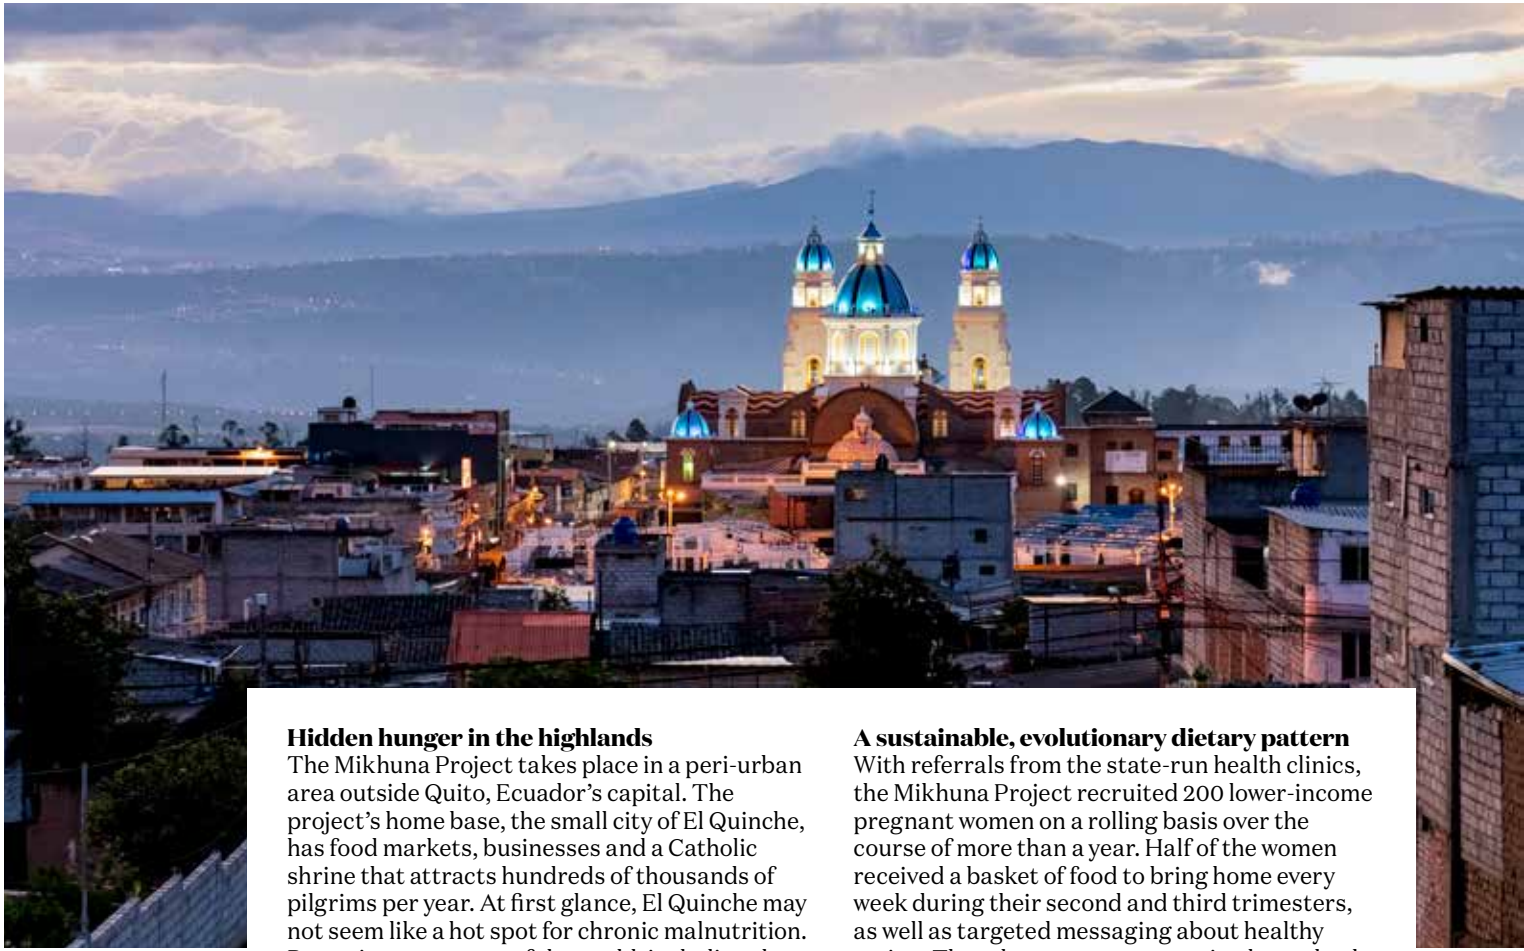 Hidden hunger in the highlands
The Mikhuna Project takes place in a peri-urban
area outside Quito, Ecuador’s capital. The
project’s home base, the small city of El Quinche,
has food markets, businesses and a Catholic
shrine that attracts hundreds of thousands of
pilgrims per year. At first glance, El Quinche may
not seem like a hot spot for chronic malnutrition.
A sustainable, evolutionary dietary pattern
With referrals from the state-run health clinics,
the Mikhuna Project recruited 200 lower-income
pregnant women on a rolling basis over the
course of more than a year. Half of the women
received a basket of food to bring home every
week during their second and third trimesters,
as well as targeted messaging about healthy